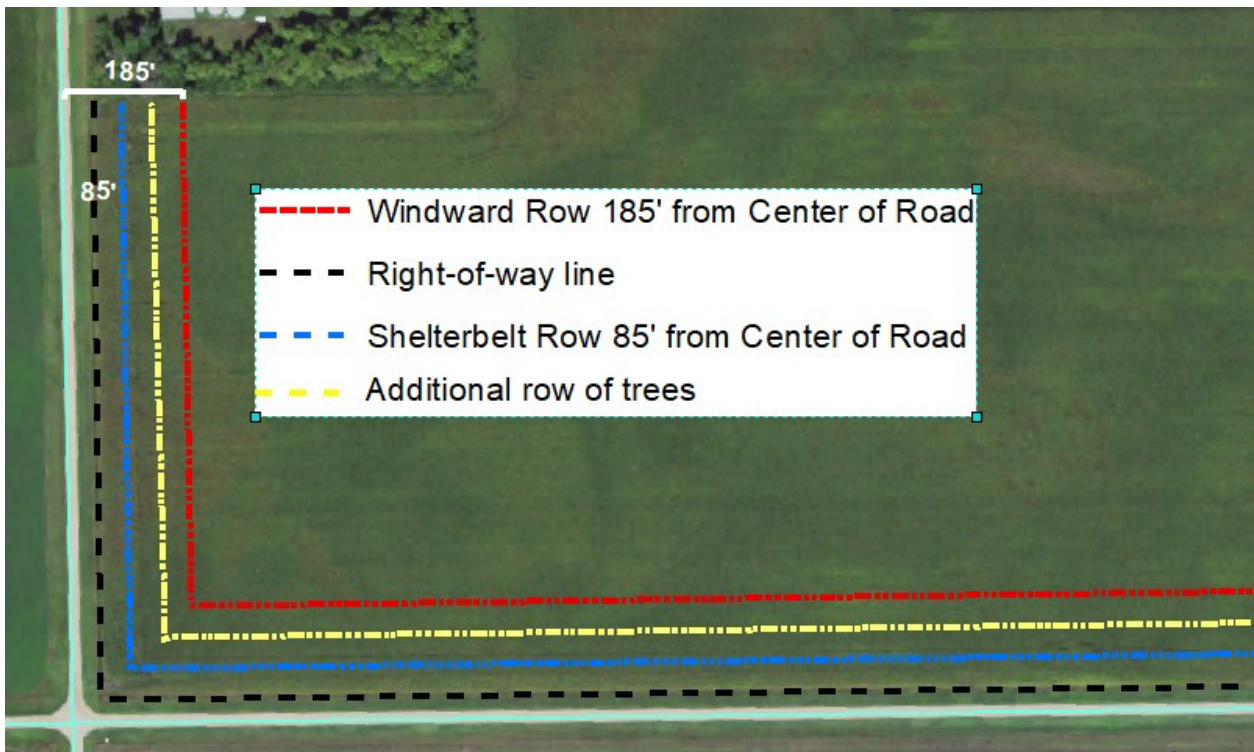 185'
85'
Windward Row 185' from Center of Road
Right-of-way line
Shelterbelt Row 85' from Center of Road
Additional row of trees